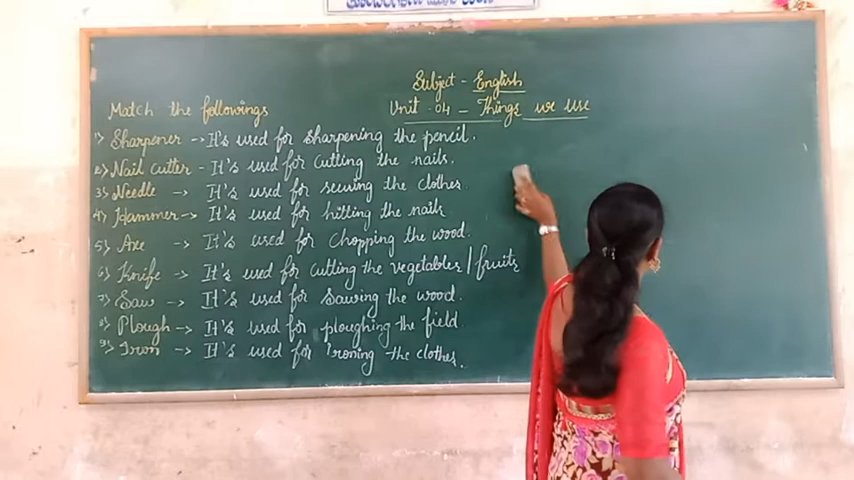 Subject - English
Match the followings
Unit - 04 - Things we use
1) Sharpener -> It's used for sharpening the pencil.
2) Nail cutter - It's used for cutting the nails.
3) Needle -> It's used for sewing the clothes.
4) Hammer -> It's used for hitting the nails.
5) Axe -> It's used for chopping the wood.
6) Knife -> It's used for cutting the vegetables / fruits
7) Saw -> It's used for sawing the wood.
8) Plough -> It's used for ploughing the field.
9) Iron -> It's used for Ironing the clothes.